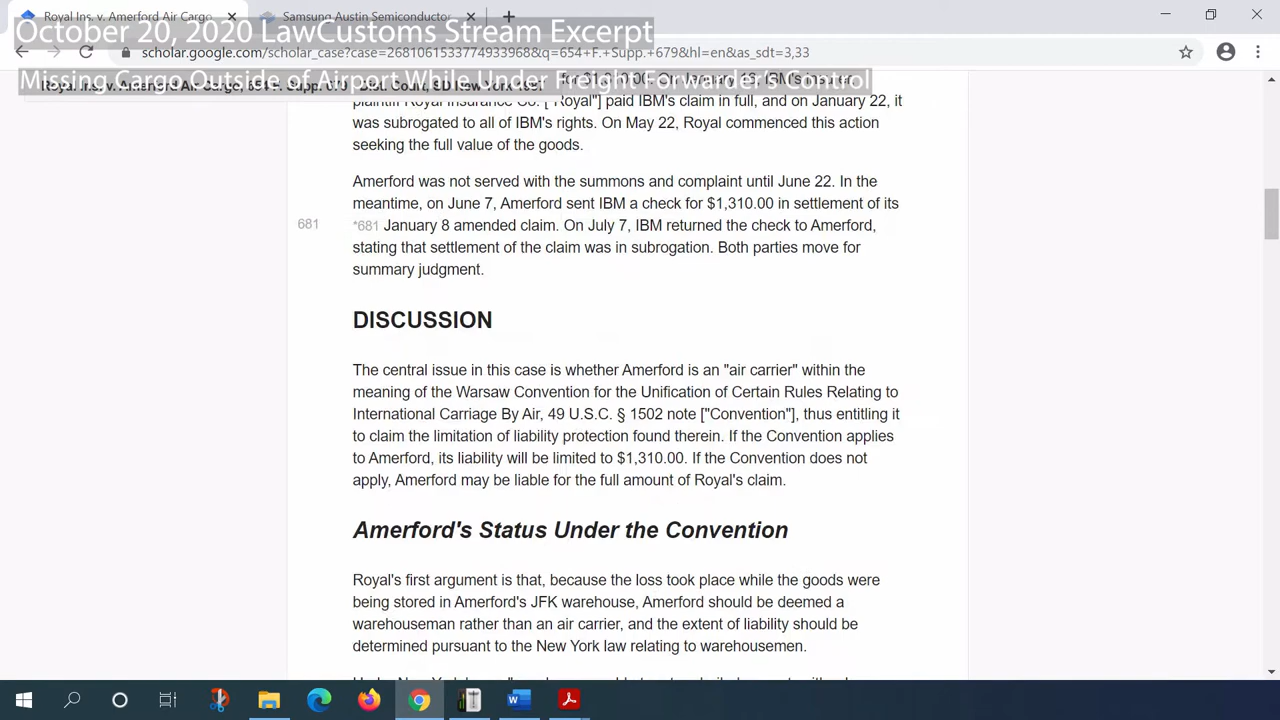 Royal Ins. v. Amerford Air Cargo,
Samsung Austin Semiconductor
October 20, 2020 LawCustoms Stream Excerpt
scholar.google.com/scholar_case?case=2681061533774933968&q=654+F.+Supp.+679&hl=en&as_sdt=3,33
Missing Cargo Outside of Airport While Under Freight Forwarder's Control
Royal Ins. v. Amerford Air Cargo, 654 F. Supp. 679 - Dist. Court, SD New York 1987
plaintiff Royal Insurance Co. ["Royal"] paid IBM's claim in full, and on January 22, it
was subrogated to all of IBM's rights. On May 22, Royal commenced this action
seeking the full value of the goods.
Amerford was not served with the summons and complaint until June 22. In the
meantime, on June 7, Amerford sent IBM a check for $1,310.00 in settlement of its
681 *681 January 8 amended claim. On July 7, IBM returned the check to Amerford,
stating that settlement of the claim was in subrogation. Both parties move for
summary judgment.
DISCUSSION
The central issue in this case is whether Amerford is an "air carrier" within the
meaning of the Warsaw Convention for the Unification of Certain Rules Relating to
International Carriage By Air, 49 U.S.C. § 1502 note ["Convention"], thus entitling it
to claim the limitation of liability protection found therein. If the Convention applies
to Amerford, its liability will be limited to $1,310.00. If the Convention does not
apply, Amerford may be liable for the full amount of Royal's claim.
Amerford's Status Under the Convention
Royal's first argument is that, because the loss took place while the goods were
being stored in Amerford's JFK warehouse, Amerford should be deemed a
warehouseman rather than an air carrier, and the extent of liability should be
determined pursuant to the New York law relating to warehousemen.